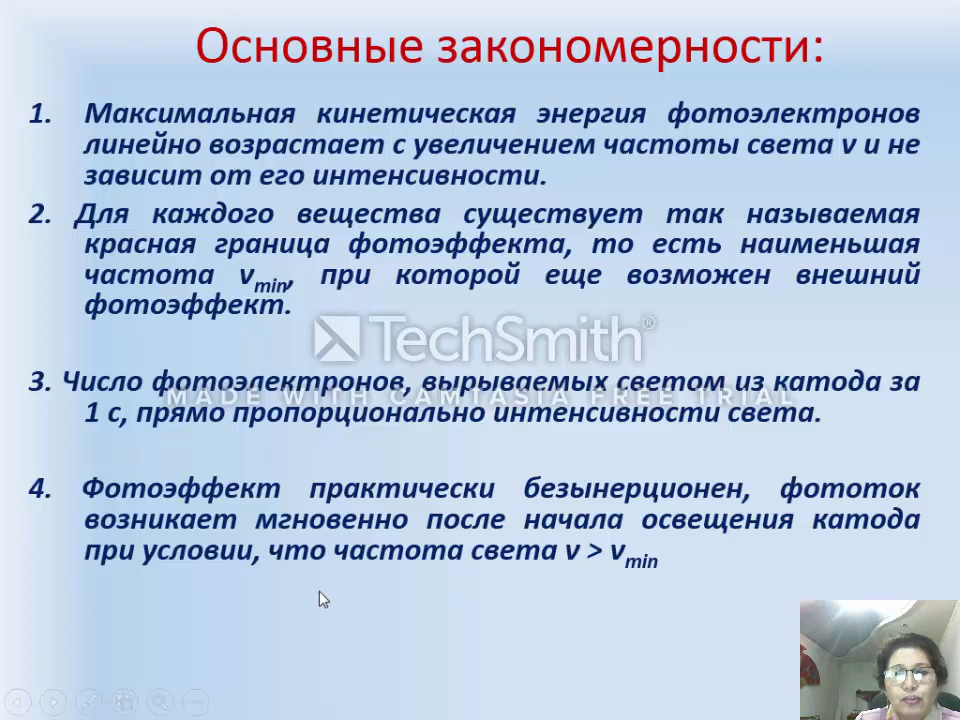 Основные закономерности:
1. Максимальная кинетическая энергия фотоэлектронов
линейно возрастает с увеличением частоты света ν и не
зависит от его интенсивности.
2. Для каждого вещества существует так называемая
красная граница фотоэффекта, то есть наименьшая
частота νmin, при которой еще возможен внешний
фотоэффект.
TechSmith®
3. Число фотоэлектронов, вырываемых светом из катода за
MADE WITH CAMTASIA FREE TRIAL
1 с, прямо пропорционально интенсивности света.
4. Фотоэффект практически безынерционен, фототок
возникает мгновенно после начала освещения катода
при условии, что частота света ν > νmin